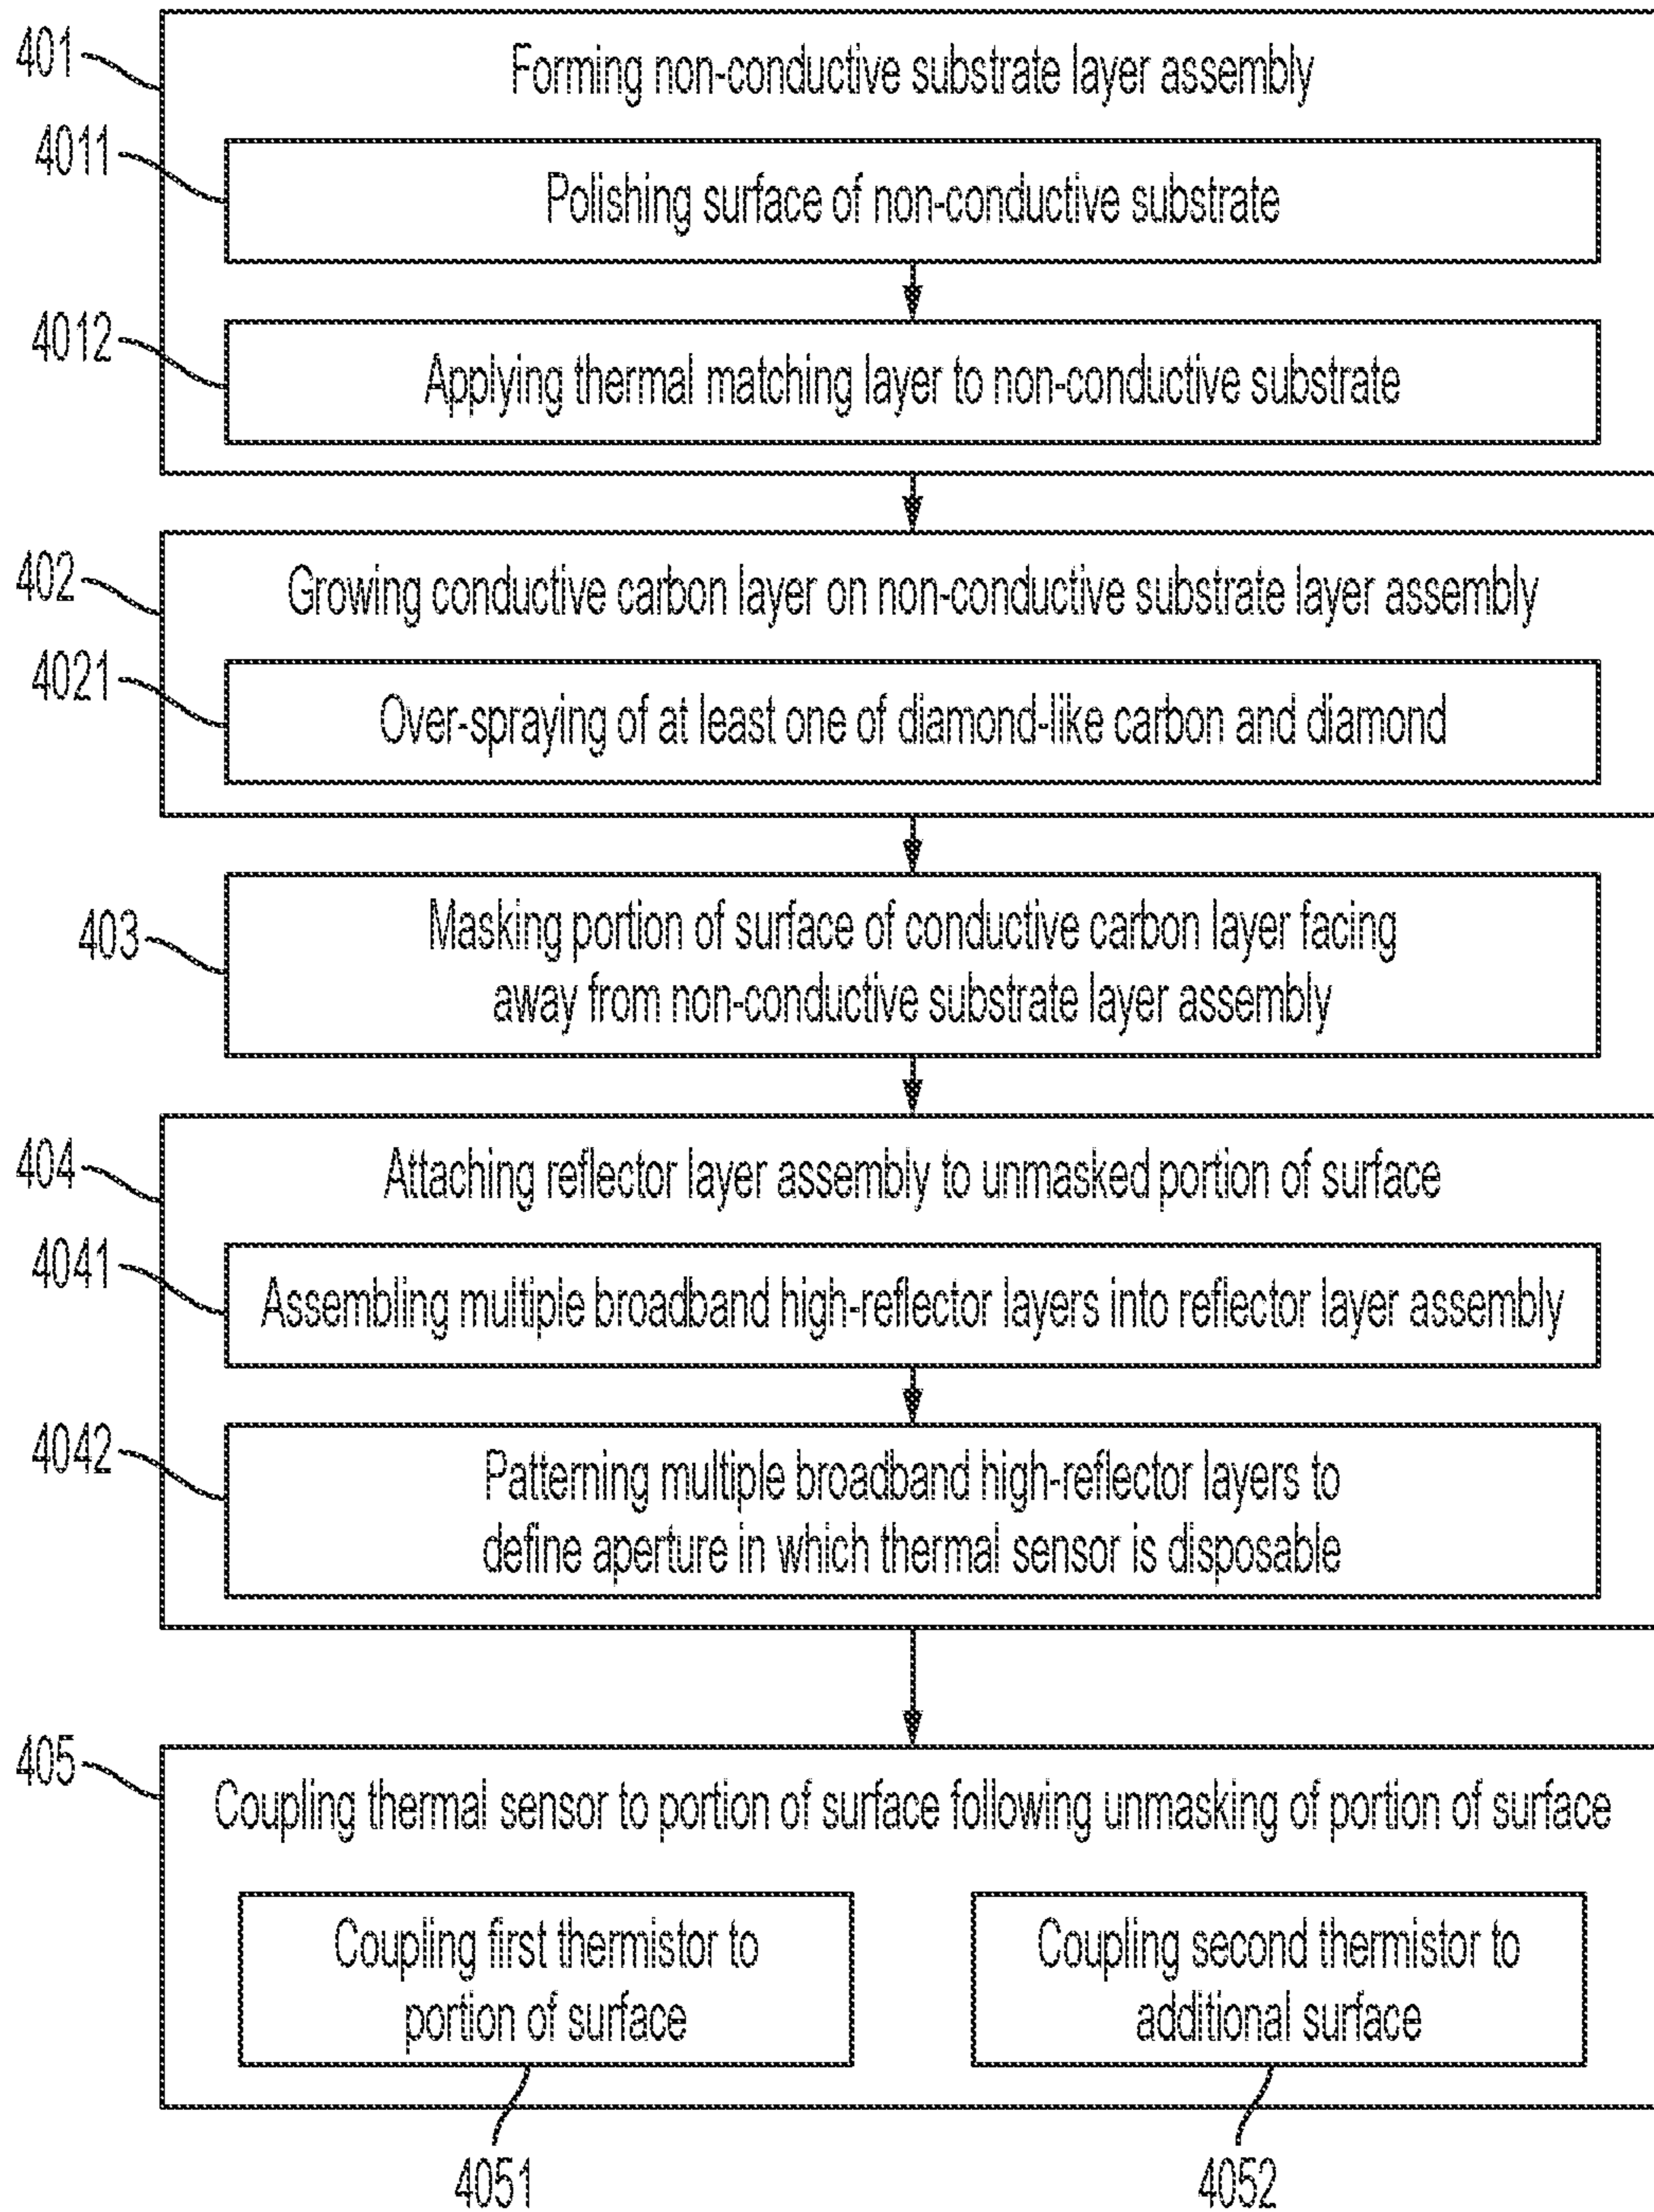 401
Forming non-conductive substrate layer assembly
4011
Polishing surface of non-conductive substrate
4012
Applying thermal matching layer to non-conductive substrate
402
Growing conductive carbon layer on non-conductive substrate layer assembly
4021
Over-spraying of at least one of diamond-like carbon and diamond
403
Masking portion of surface of conductive carbon layer facing
away from non-conductive substrate layer assembly
404
Attaching reflector layer assembly to unmasked portion of surface
4041
Assembling multiple broadband high-reflector layers into reflector layer assembly
4042
Patterning multiple broadband high-reflector layers to
define aperture in which thermal sensor is disposable
405
Coupling thermal sensor to portion of surface following unmasking of portion of surface
Coupling first thermistor to
portion of surface
Coupling second thermistor to
additional surface
4051
4052